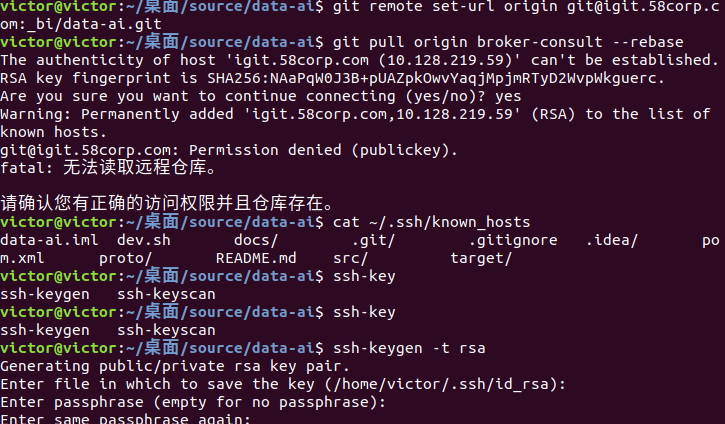 victor@victor:~/桌面/source/data-ai$ git remote set-url origin git@igit.58corp.c
om:_bi/data-ai.git
victor@victor:~/桌面/source/data-ai$ git pull origin broker-consult --rebase
The authenticity of host 'igit.58corp.com (10.128.219.59)' can't be established.
RSA key fingerprint is SHA256:NAaPqW0J3B+pUAZpkOwvYaqjMpjmRTyD2WvpWkguerc.
Are you sure you want to continue connecting (yes/no)? yes
Warning: Permanently added 'igit.58corp.com,10.128.219.59' (RSA) to the list of
known hosts.
git@igit.58corp.com: Permission denied (publickey).
fatal: 无法读取远程仓库。
请确认您有正确的访问权限并且仓库存在。
victor@victor:~/桌面/source/data-ai$ cat ~/.ssh/known_hosts
data-ai.iml dev.sh docs/ .git/ .gitignore .idea/ po
m.xml proto/ README.md src/ target/
victor@victor:~/桌面/source/data-ai$ ssh-key
ssh-keygen ssh-keyscan
victor@victor:~/桌面/source/data-ai$ ssh-key
ssh-keygen ssh-keyscan
victor@victor:~/桌面/source/data-ai$ ssh-keygen -t rsa
Generating public/private rsa key pair.
Enter file in which to save the key (/home/victor/.ssh/id_rsa):
Enter passphrase (empty for no passphrase):
Enter same passphrase again: